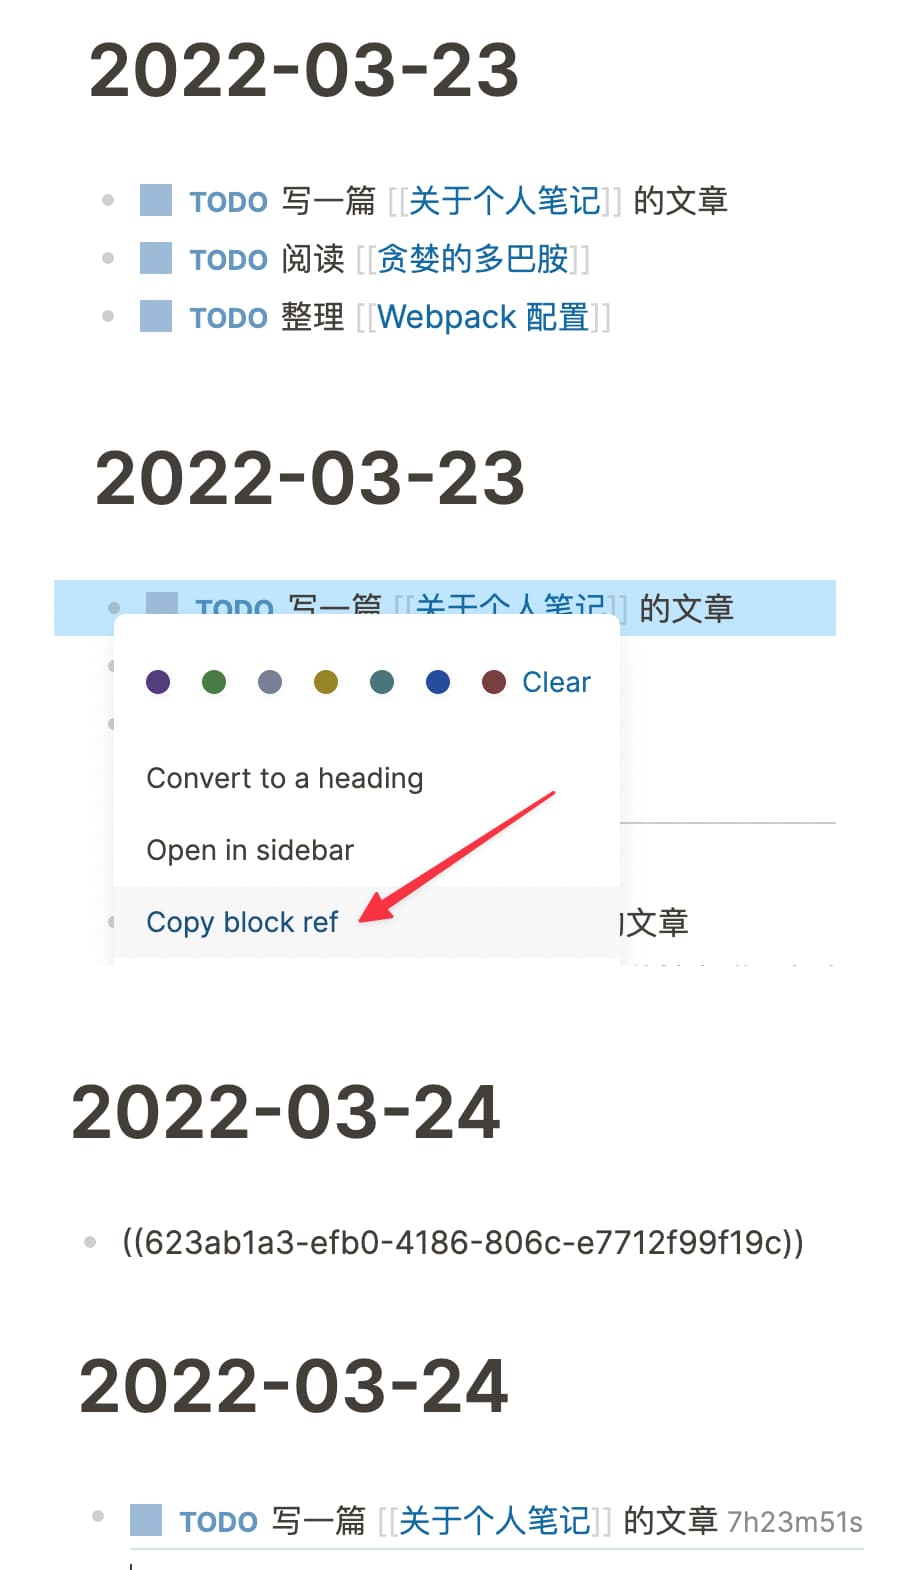 2022-03-23
TODO 写一篇 [[关于个人笔记]] 的文章
TODO 阅读 [[贪婪的多巴胺]]
TODO 整理 [[Webpack 配置]]
2022-03-23
TODO 写一篇 [[关于个人笔记]] 的文章
Clear
Convert to a heading
Open in sidebar
Copy block ref
文章
2022-03-24
((623ab1a3-efb0-4186-806c-e7712f99f19c))
2022-03-24
TODO 写一篇 [[关于个人笔记]] 的文章 7h23m51s